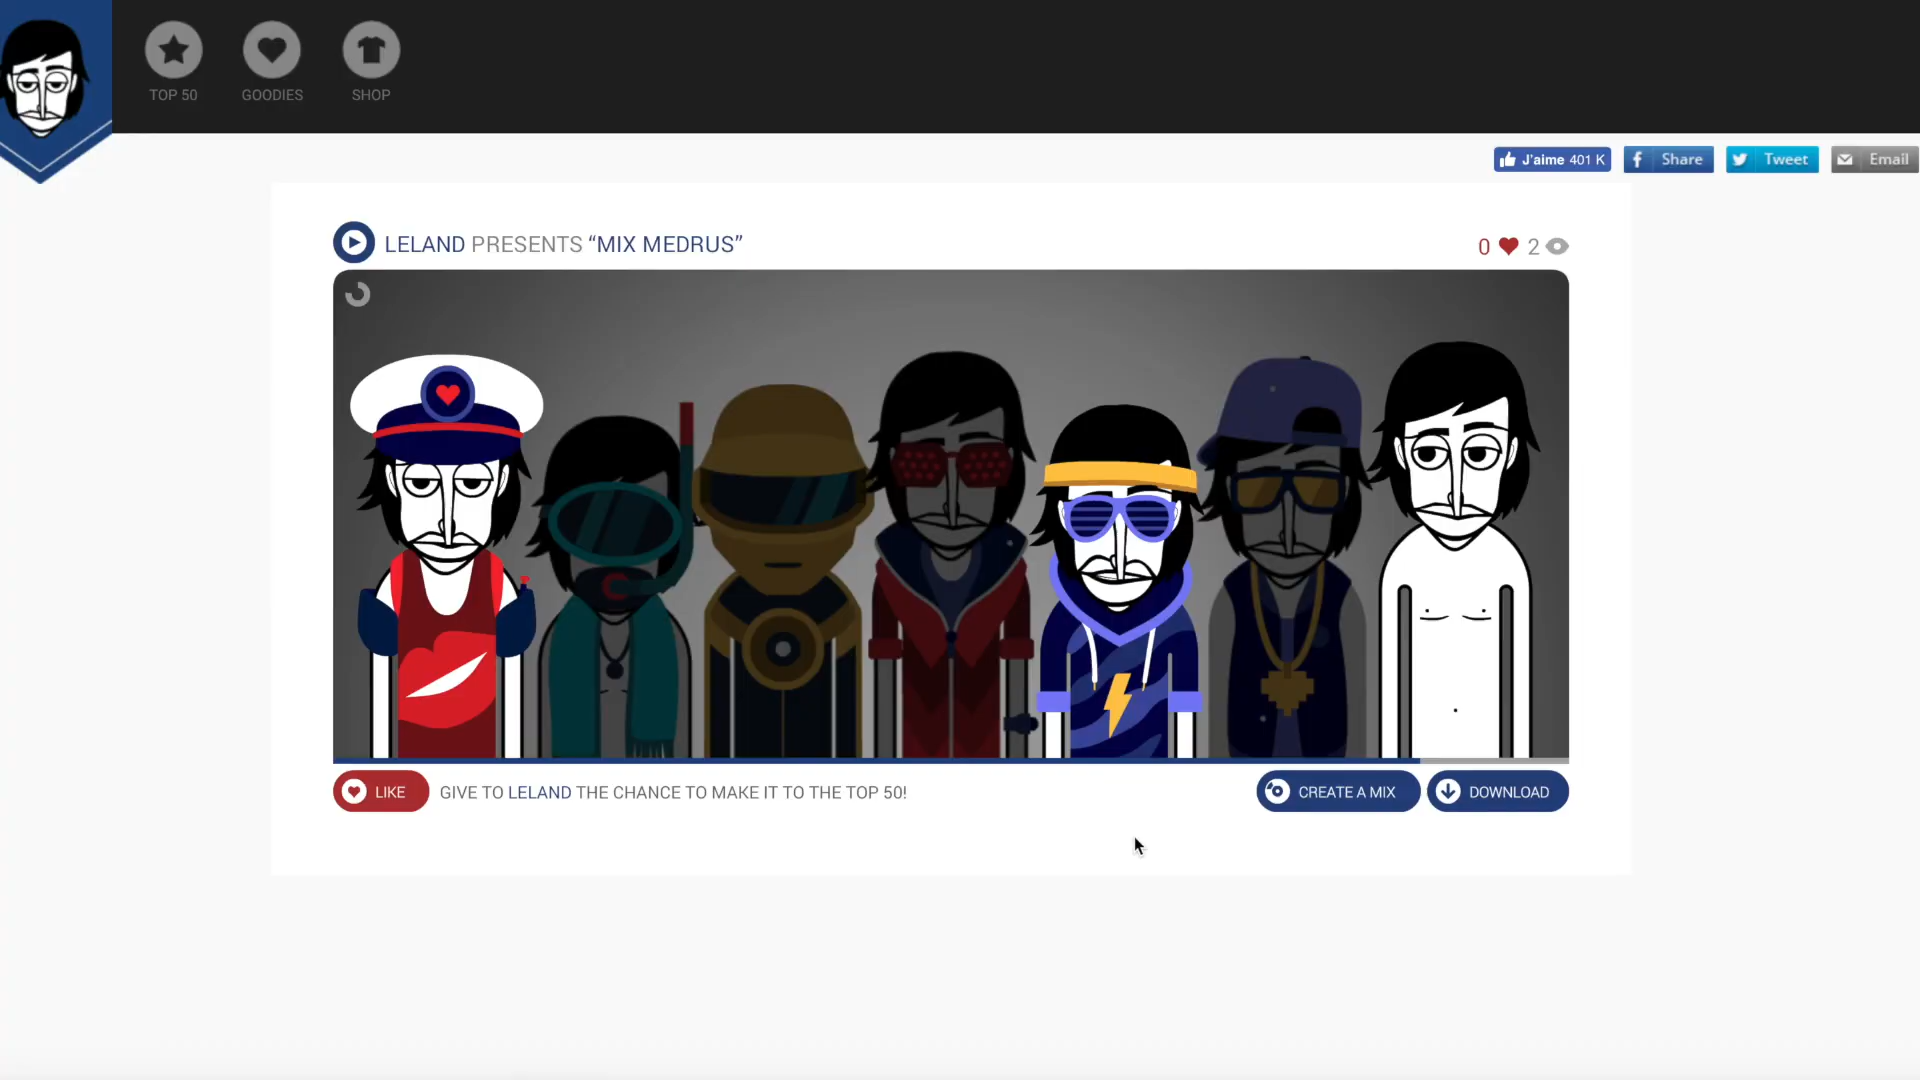 TOP 50
GOODIES
SHOP
J'aime 401 K
Share
Tweet
Email
LELAND PRESENTS “MIX MEDRUS”
0
2
LIKE
GIVE TO LELAND THE CHANCE TO MAKE IT TO THE TOP 50!
CREATE A MIX
DOWNLOAD